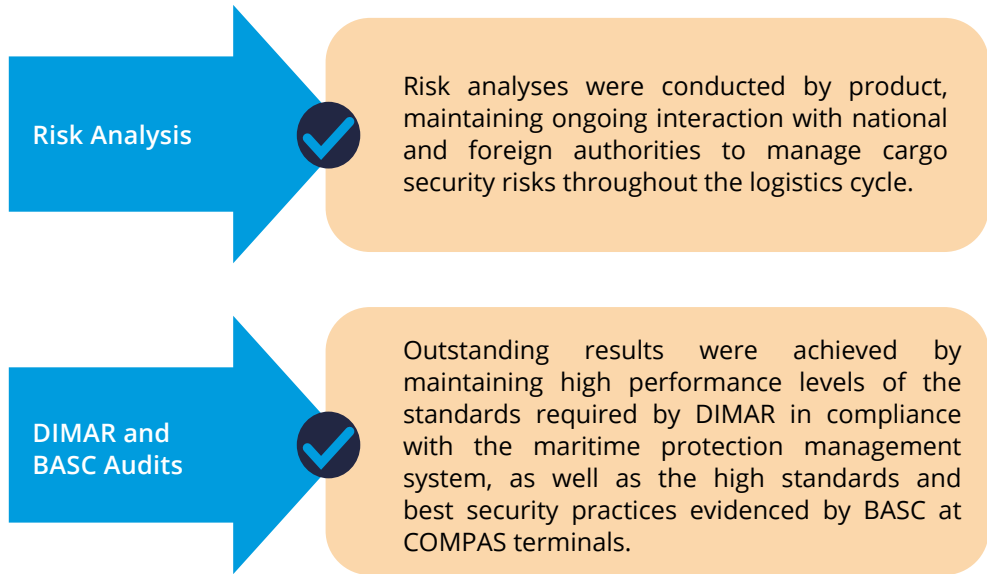 Risk Analysis
Risk analyses were conducted by product,
maintaining ongoing interaction with national
and foreign authorities to manage cargo
security risks throughout the logistics cycle.
DIMAR and
BASC Audits
Outstanding results were achieved by
maintaining high performance levels of the
standards required by DIMAR in compliance
with the maritime protection management
system, as well as the high standards and
best security practices evidenced by BASC at
COMPAS terminals.